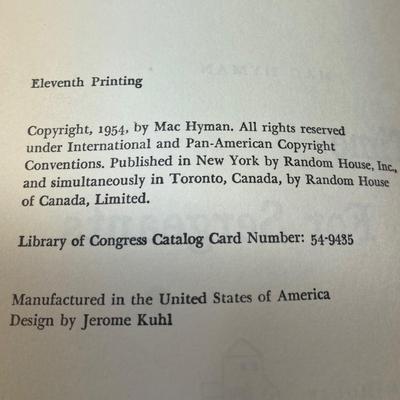 Eleventh Printing
Copyright, 1954, by Mac Hyman. All rights reserved
under International and Pan-American Copyright
Conventions. Published in New York by Random House, Inc.,
and simultaneously in Toronto, Canada, by Random House
of Canada, Limited.
Library of Congress Catalog Card Number: 54-9435
Manufactured in the United States of America
Design by Jerome Kuhl